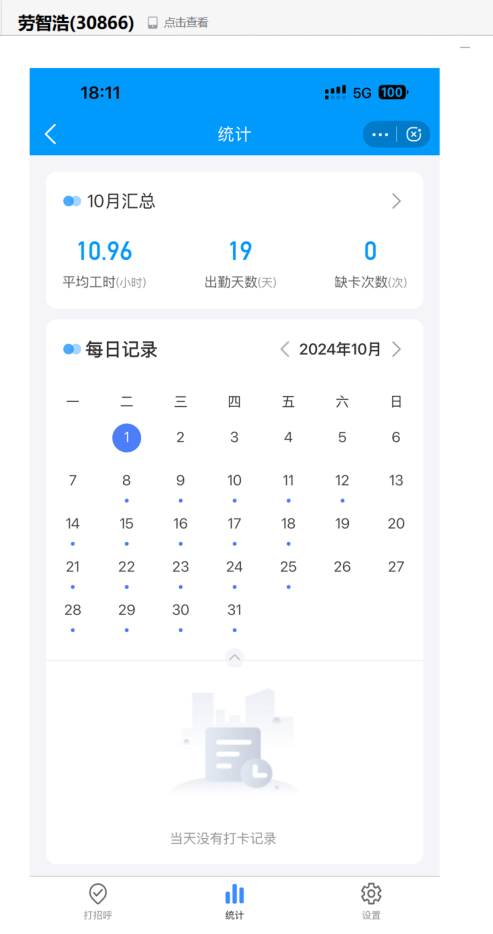 劳智浩(30866) 点击查看
18:11 5G 100
统计
10月汇总
10.96 19 0
平均工时(小时) 出勤天数(天) 缺卡次数(次)
每日记录 2024年10月
一 二 三 四 五 六 日
1 2 3 4 5 6
7 8 9 10 11 12 13
14 15 16 17 18 19 20
21 22 23 24 25 26 27
28 29 30 31
当天没有打卡记录
打招呼 统计 设置